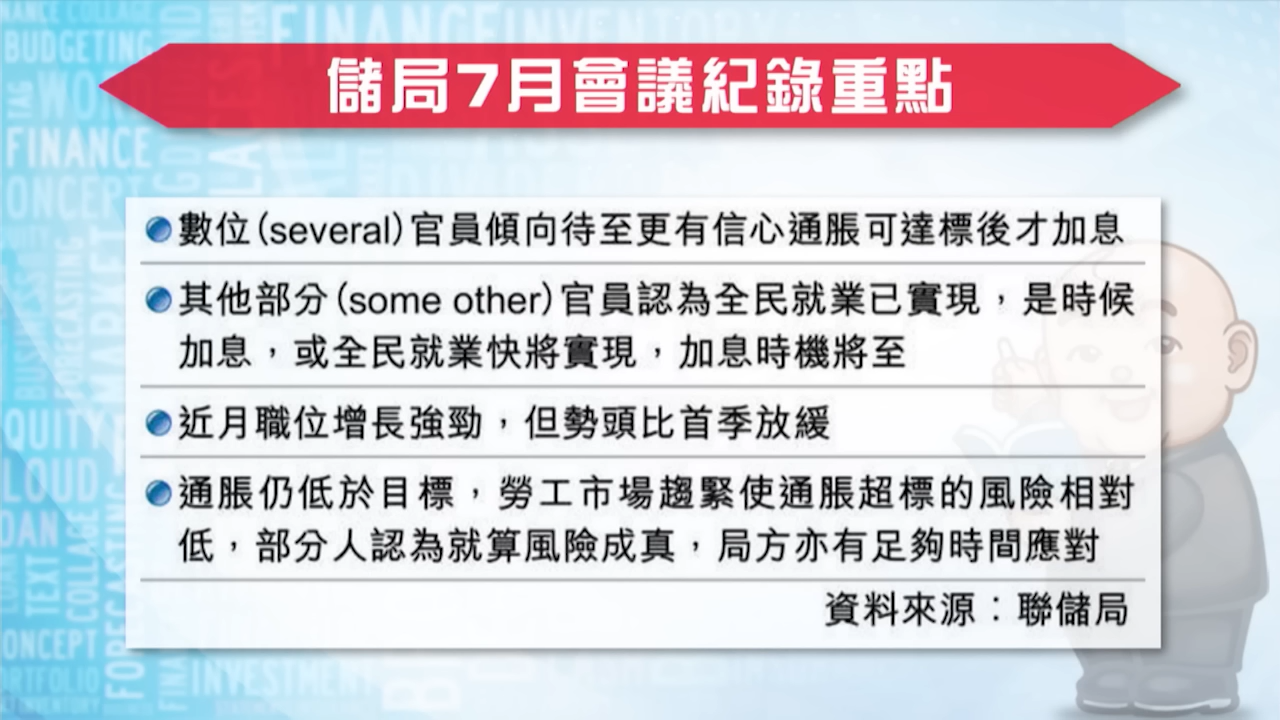 儲局7月會議紀錄重點
數位(several)官員傾向待至更有信心通脹可達標後才加息
其他部分(some other)官員認為全民就業已實現，是時候
加息，或全民就業快將實現，加息時機將至
近月職位增長強勁，但勢頭比首季放緩
通脹仍低於目標，勞工市場趨緊使通脹超標的風險相對
低，部分人認為就算風險成真，局方亦有足夠時間應對
資料來源：聯儲局
FINANCE
INVENTORY
BUDGETING
FINANCE
CONCEPT
BUSINESS
FORECASTING
MARKET
EQUITY
LOUD
TEXT
COLLAGE
CONCEPT
INVESTMENT